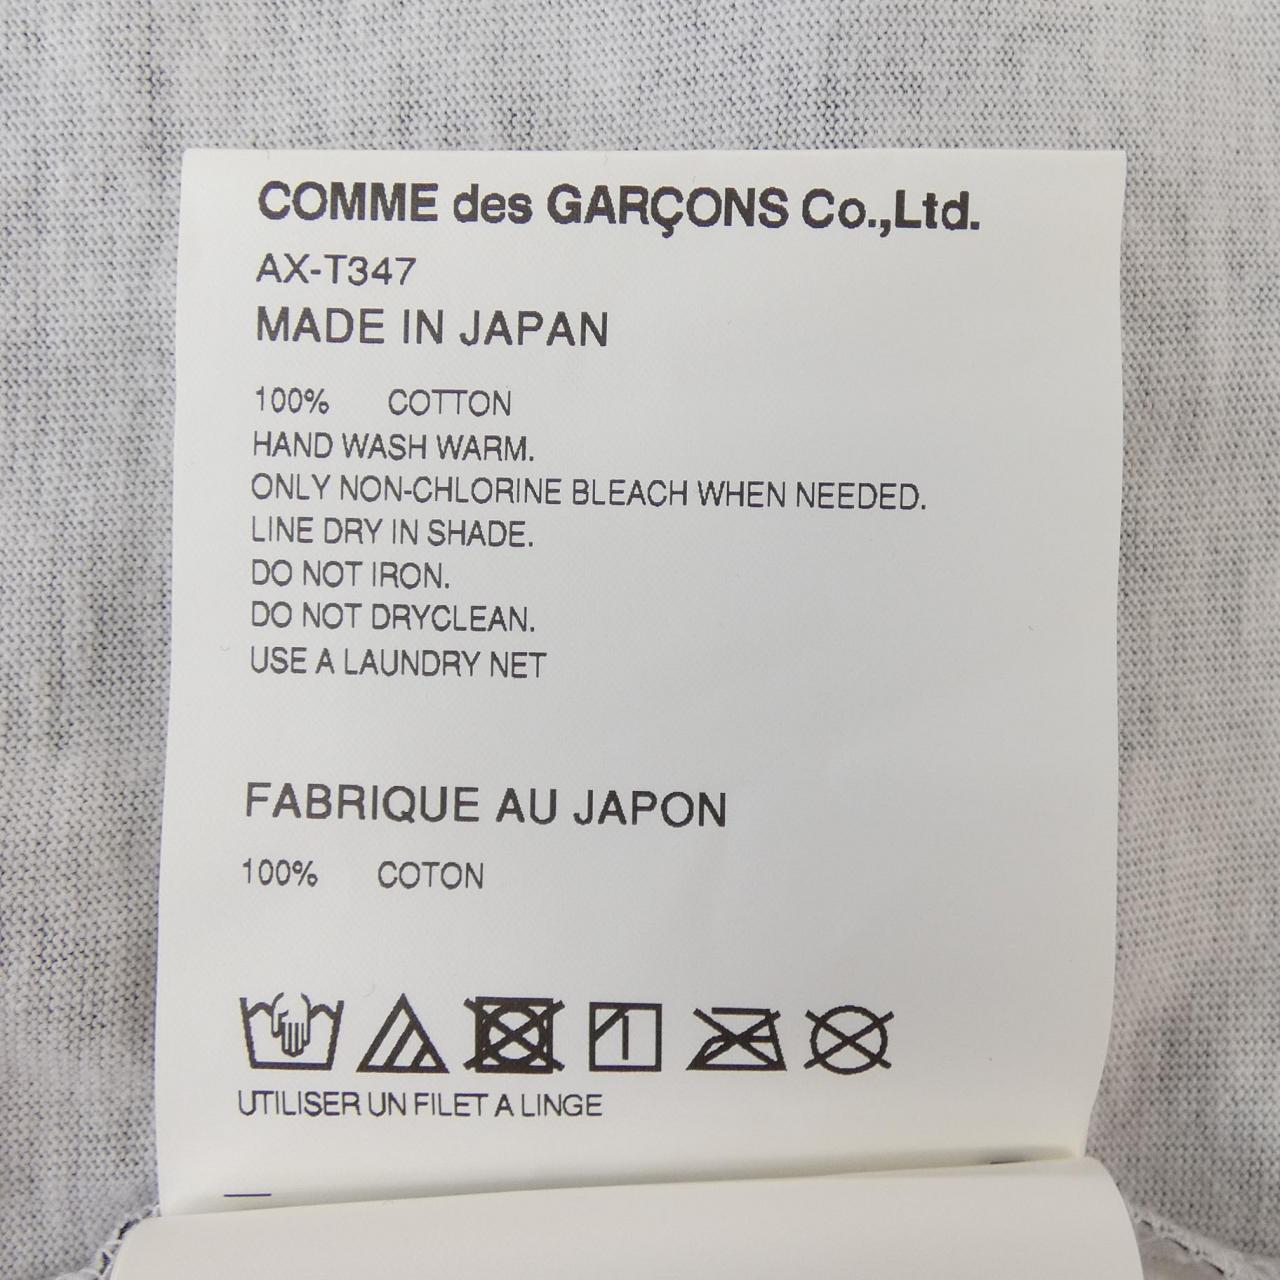 COMME des GARÇONS Co.,Ltd.
AX-T347
MADE IN JAPAN
100% COTTON
HAND WASH WARM.
ONLY NON-CHLORINE BLEACH WHEN NEEDED.
LINE DRY IN SHADE.
DO NOT IRON.
DO NOT DRYCLEAN.
USE A LAUNDRY NET
FABRIQUE AU JAPON
100% COTON
UTILISER UN FILET A LINGE